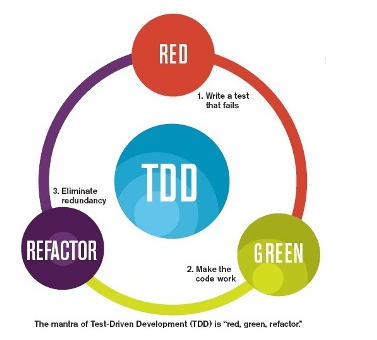 RED
1. Write a test
that fails
TDD
3. Eliminate
redundancy
REFACTOR
GREEN
2. Make the
code work
The mantra of Test-Driven Development (TDD) is "red, green, refactor."